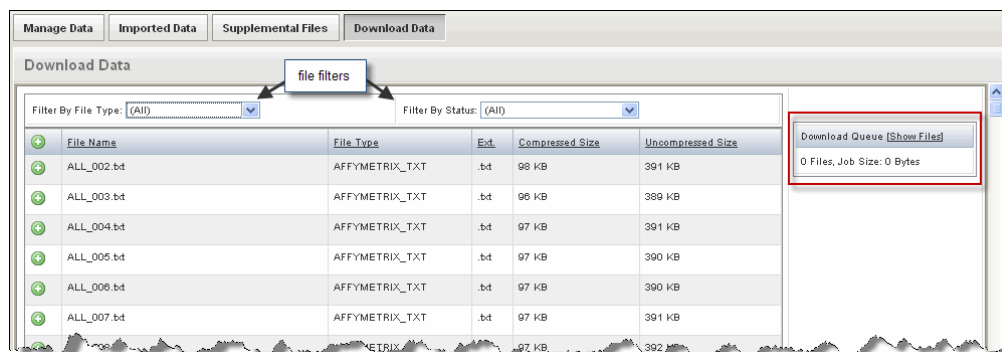 Manage Data Imported Data Supplemental Files Download Data
Download Data
file filters
Filter By File Type: (All) Filter By Status: (All)
File Name File Type Ext. Compressed Size Uncompressed Size
Download Queue [Show Files]
0 Files, Job Size: 0 Bytes
ALL_002.txt AFFYMETRIX_TXT .txt 98 KB 391 KB
ALL_003.txt AFFYMETRIX_TXT .txt 96 KB 389 KB
ALL_004.txt AFFYMETRIX_TXT .txt 97 KB 391 KB
ALL_005.txt AFFYMETRIX_TXT .txt 97 KB 390 KB
ALL_006.txt AFFYMETRIX_TXT .txt 97 KB 390 KB
ALL_007.txt AFFYMETRIX_TXT .txt 97 KB 391 KB
97 KB 392